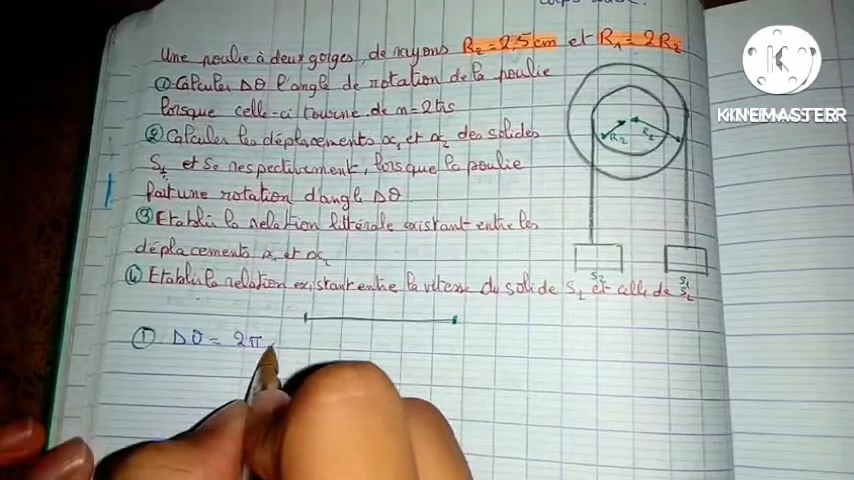 corps
Une poulie à deux gorges, de rayons R₂ = 2,5 cm et R₁ = 2R₂
① Calculer Δθ l'angle de rotation de la poulie
lorsque celle-ci tourne de n = 2 trs
② Calculer les déplacements x₁ et x₂ des solides
S₁ et S₂ respectivement, lorsque la poulie
fait une rotation d'angle Δθ
③ Etablir la relation littérale existant entre les
déplacements x₁ et x₂
④ Etablir la relation existant entre la vitesse du solide S₁ et celle de S₂
R₂
S₂
S₁
① Δθ = 2π
K
KINEMASTER